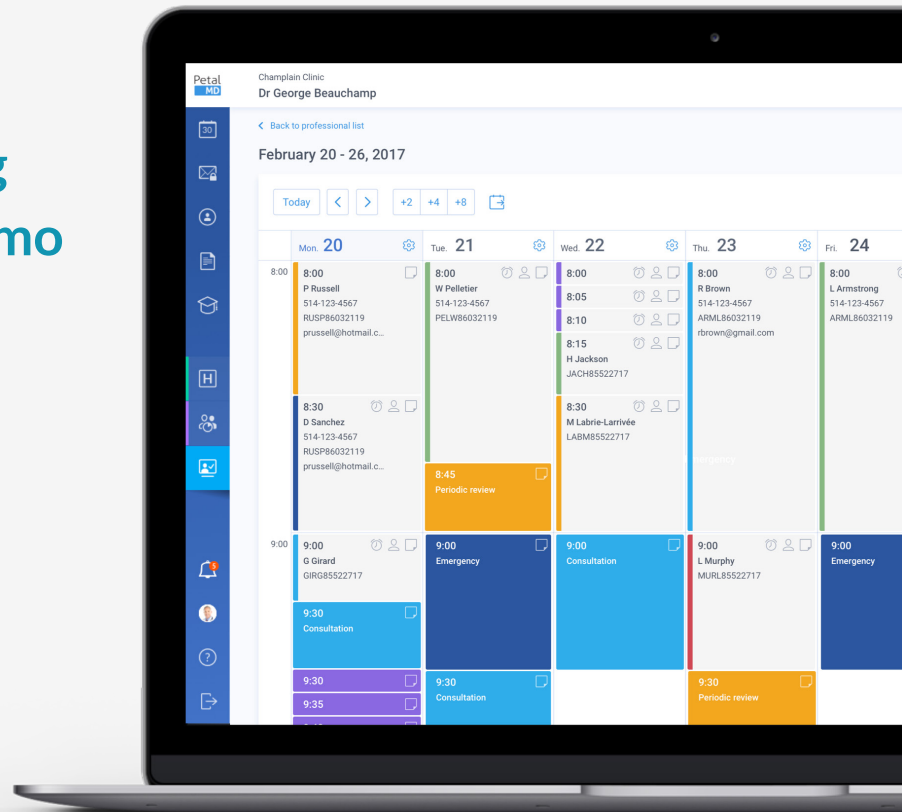 g
mo
Petal
MD
Champlain Clinic
Dr George Beauchamp
30
Back to professional list
February 20 - 26, 2017
Today
+2 +4 +8
Mon. 20
Tue. 21
Wed. 22
Thu. 23
Fri. 24
8:00
8:00
P Russell
514-123-4567
RUSP86032119
prussell@hotmail.c...
8:30
D Sanchez
514-123-4567
RUSP86032119
prussell@hotmail.c...
8:00
W Pelletier
514-123-4567
PELW86032119
8:45
Periodic review
8:00
8:05
8:10
8:15
H Jackson
JACH85522717
8:30
M Labrie-Larrivée
LABM85522717
8:00
R Brown
514-123-4567
ARML86032119
rbrown@gmail.com
Emergency
8:00
L Armstrong
514-123-4567
ARML86032119
H
9:00
9:00
G Girard
GIRG85522717
9:30
Consultation
9:30
9:35
9:00
Emergency
9:30
Consultation
9:00
Consultation
9:00
L Murphy
MURL85522717
9:30
Periodic review
9:00
Emergency
5
?